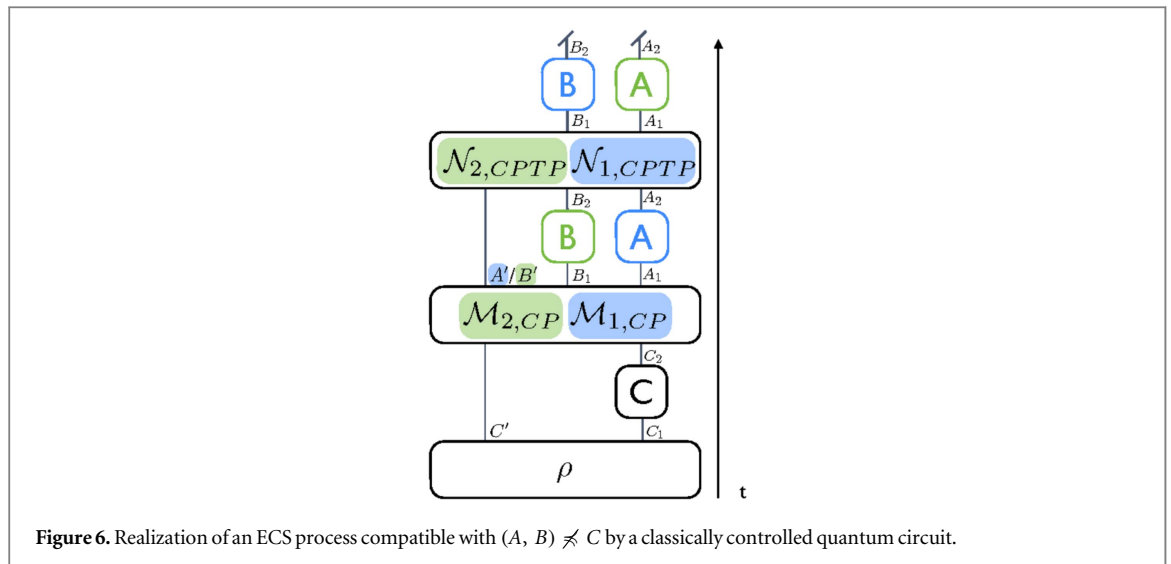 B₂ A₂
B A
B₁ A₁
𝒩₂,CPTP 𝒩₁,CPTP
B₂ A₂
B A
A′/B′ B₁ A₁
ℳ₂,CP ℳ₁,CP
C₂
C
C′ C₁
ρ
t
Figure 6. Realization of an ECS process compatible with (A, B) ⋠ C by a classically controlled quantum circuit.